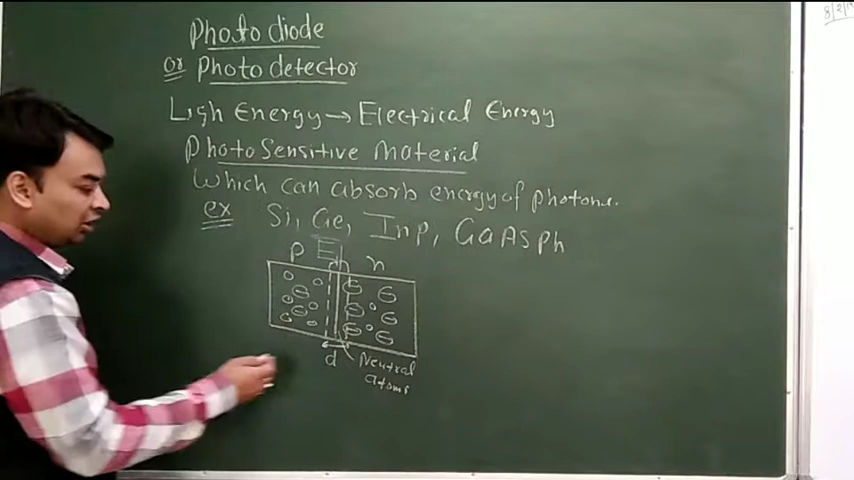 Photo diode
or Photo detector
Ligh Energy → Electrical Energy
Photo Sensitive Material
Which can absorb energy of photons.
ex Si, Ge, InP, GaAsPh
P E n
d Neutral
atoms